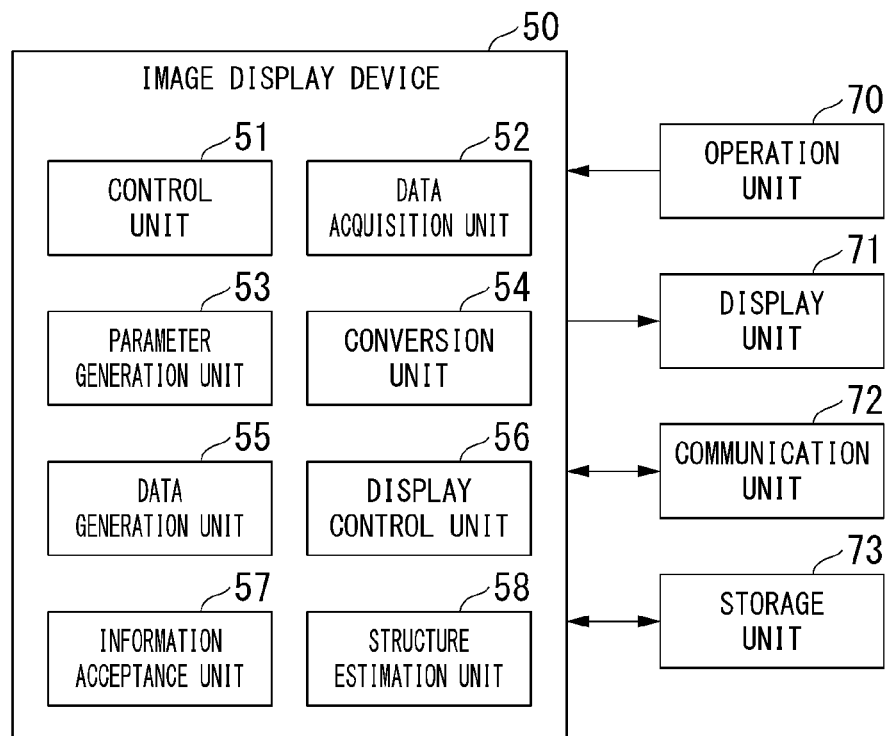 50
IMAGE DISPLAY DEVICE
51
CONTROL
UNIT
52
DATA
ACQUISITION UNIT
53
PARAMETER
GENERATION UNIT
54
CONVERSION
UNIT
55
DATA
GENERATION UNIT
56
DISPLAY
CONTROL UNIT
57
INFORMATION
ACCEPTANCE UNIT
58
STRUCTURE
ESTIMATION UNIT
70
OPERATION
UNIT
71
DISPLAY
UNIT
72
COMMUNICATION
UNIT
73
STORAGE
UNIT